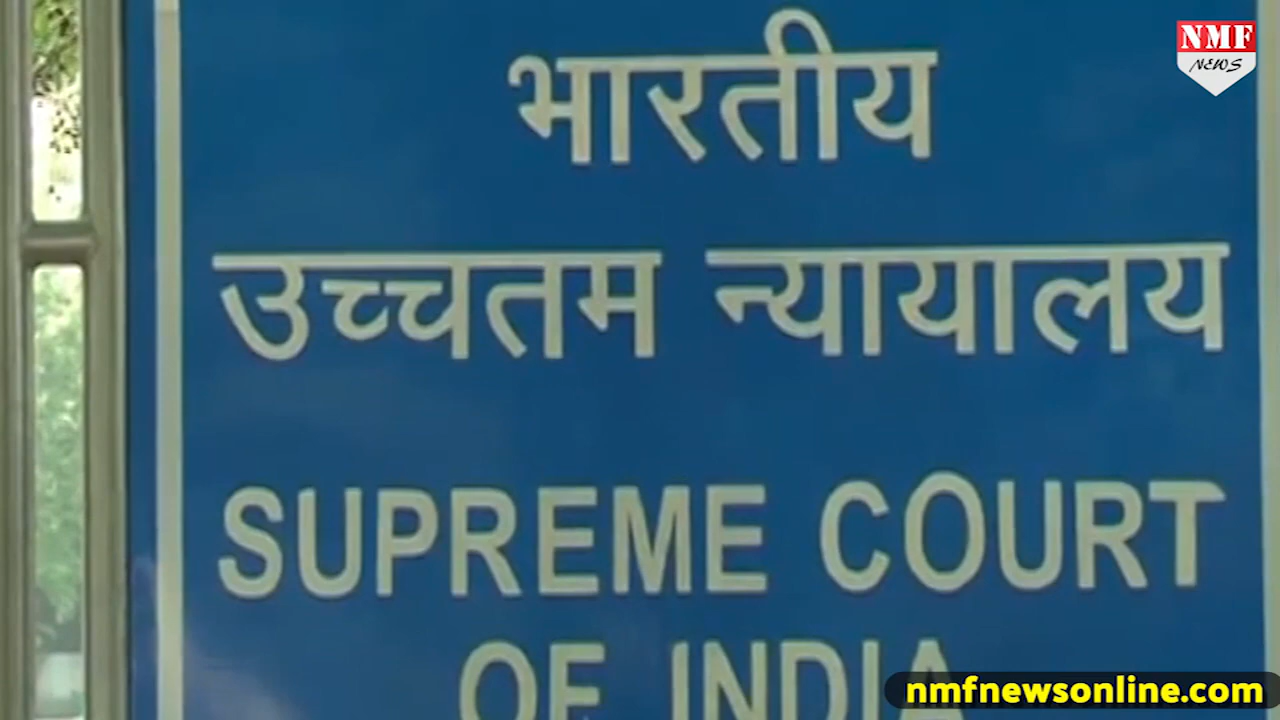 NMF
NEWS
भारतीय
उच्चतम न्यायालय
SUPREME COURT
OF INDIA
nmfnewsonline.com